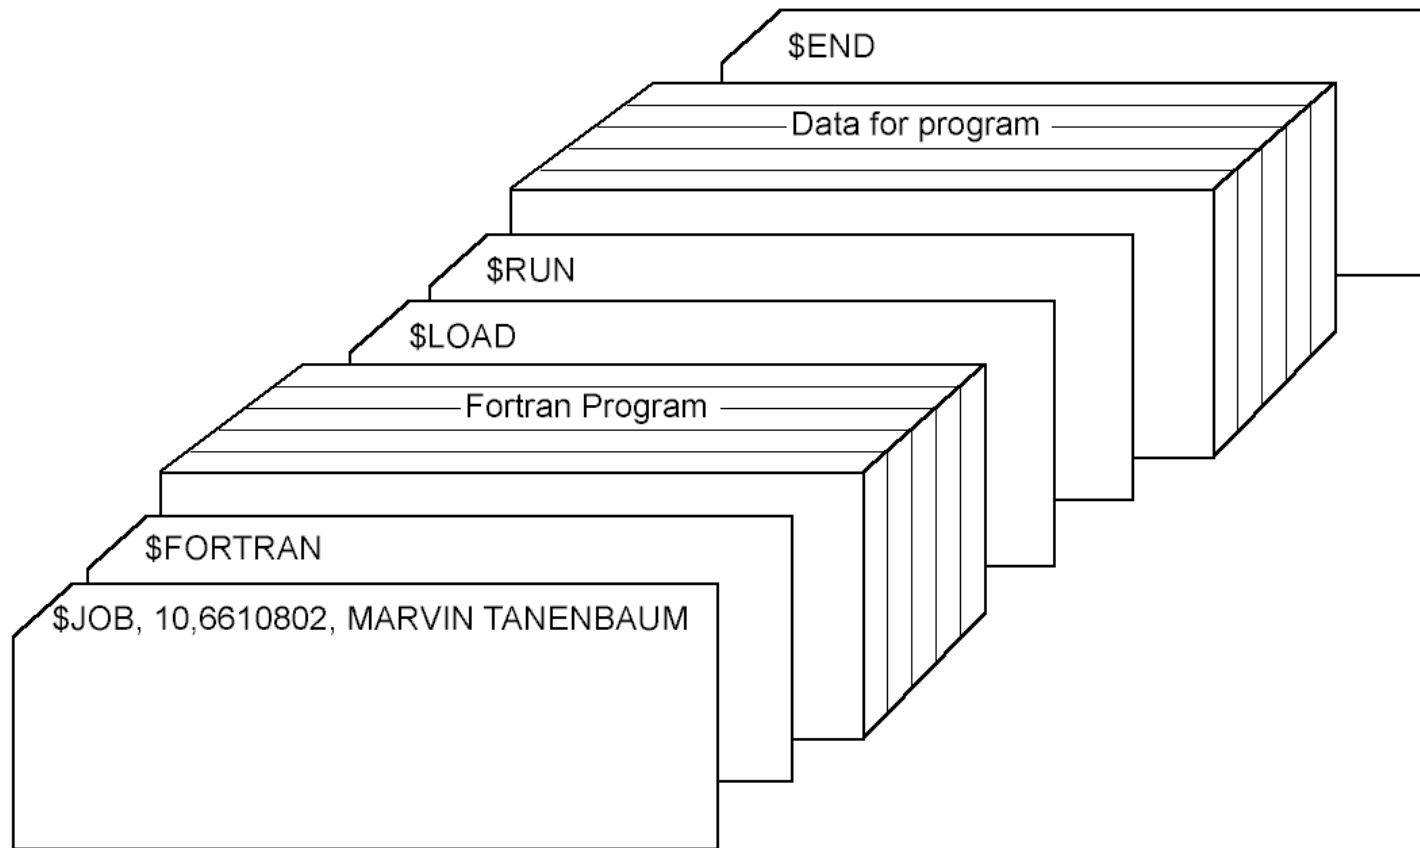 $END
Data for program
$RUN
$LOAD
Fortran Program
$FORTRAN
$JOB, 10,6610802, MARVIN TANENBAUM